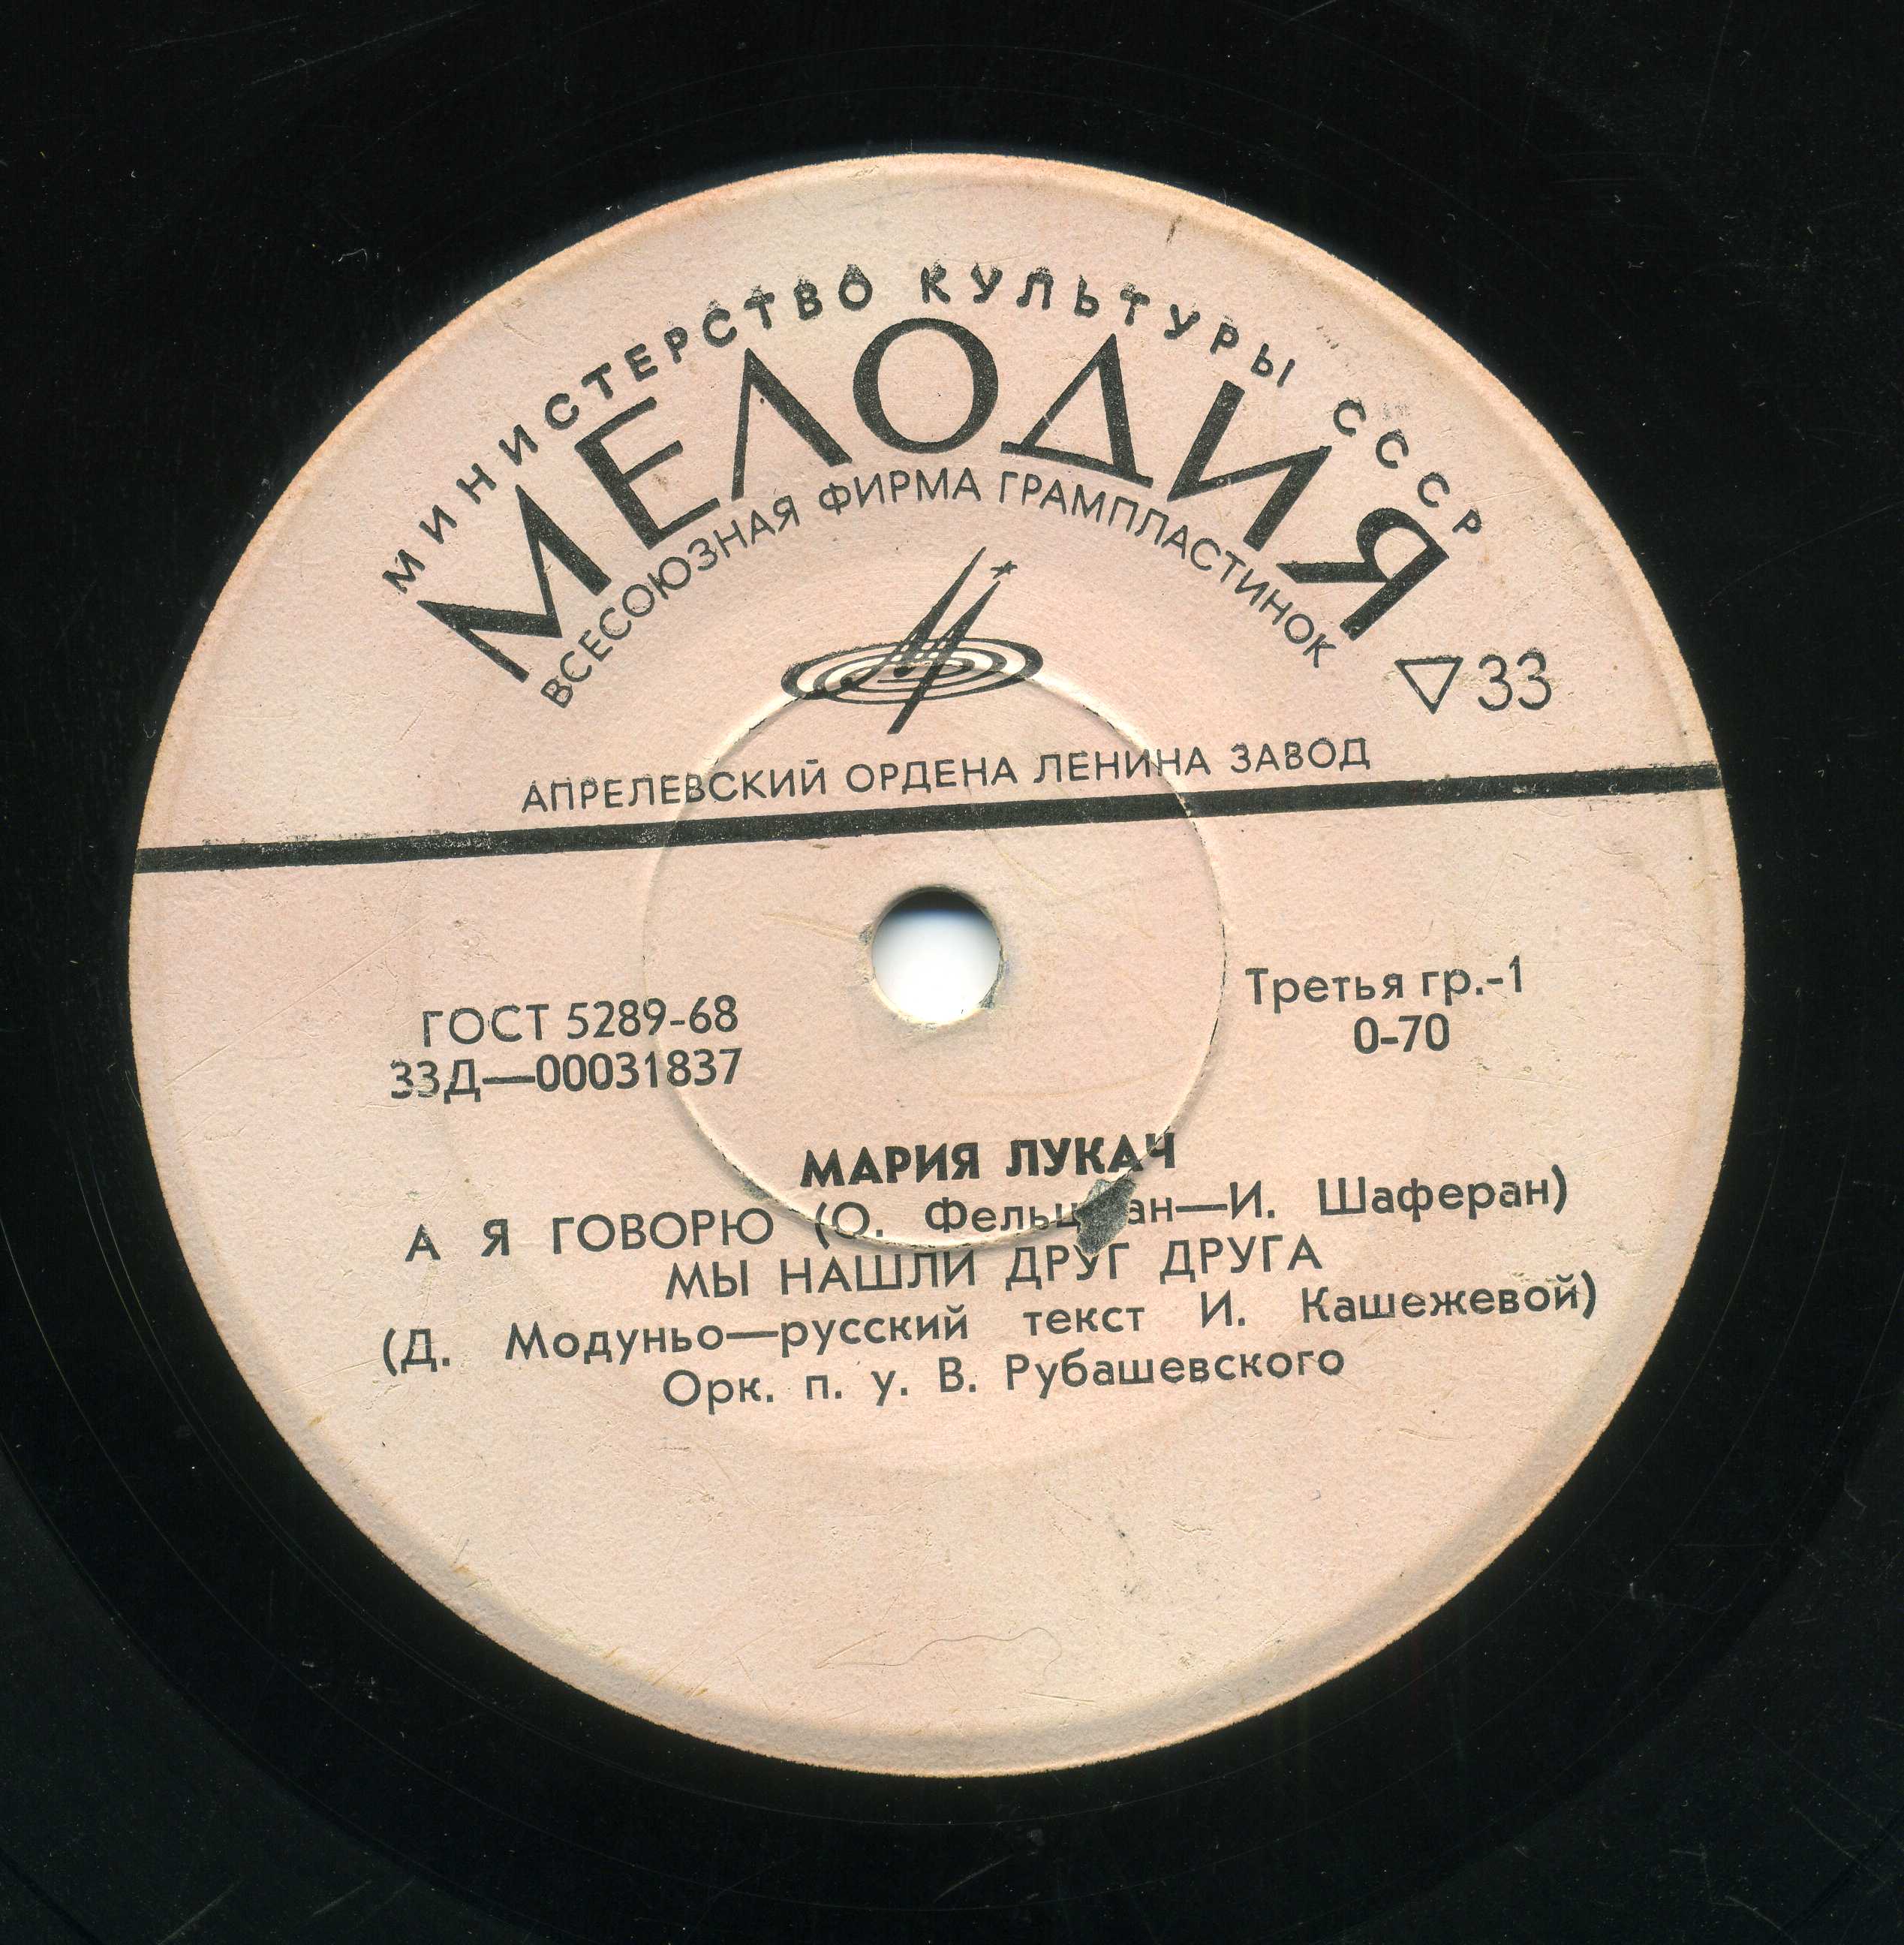 МИНИСТЕРСТВО КУЛЬТУРЫ СССР
МЕЛОДИЯ
ВСЕСОЮЗНАЯ ФИРМА ГРАМПЛАСТИНОК
33
АПРЕЛЕВСКИЙ ОРДЕНА ЛЕНИНА ЗАВОД
ГОСТ 5289-68
33Д—00031837
Третья гр.-1
0-70
МАРИЯ ЛУКАЧ
А Я ГОВОРЮ (О. И. Шаферан)
МЫ НАШЛИ ДРУГ ДРУГА
(Д. Модуньо—русский текст И. Кашежевой)
Орк. п. у. В. Рубашевского